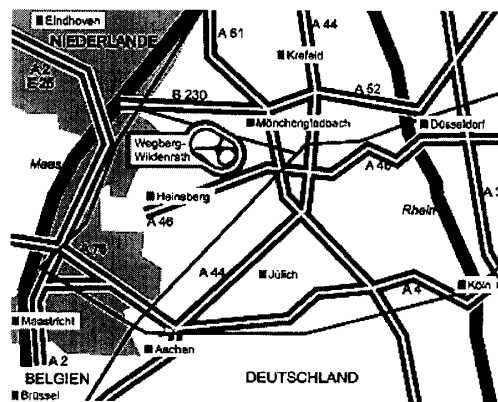 Eindhoven
NIEDERLANDE
A 61
A 44
Krefeld
A 2
E 25
B 230
A 52
Mönchengladbach
Düsseldorf
Wegberg-
Wildenrath
Maas
A 46
Heinsberg
A 46
A 3
Rhein
A 76
A 44
Jülich
A 4
Köln
Maastricht
Aachen
A 2
BELGIEN
DEUTSCHLAND
Brüssel